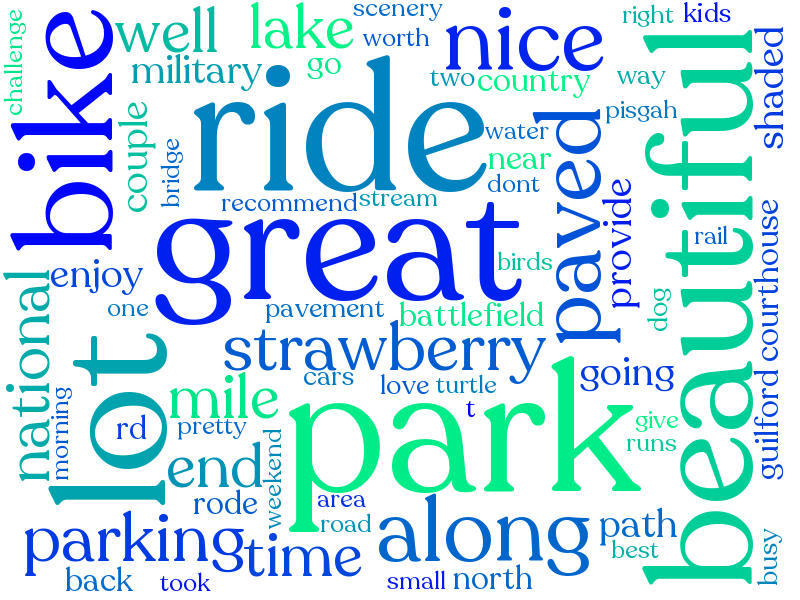 challenge
bike
well
lake
scenery
worth
nice
right
kids
military
go
two
country
way
shaded
ride
pisgah
couple
bridge
water
near
dont
paved
beautiful
recommend
stream
great
provide
rail
birds
national
enjoy
one
pavement
battlefield
dog
guilford courthouse
lot
strawberry
going
cars
love
turtle
mile
park
t
morning
rd
pretty
give
runs
end
weekend
rode
area
road
parking
time
along
path
best
busy
back
took
small
north